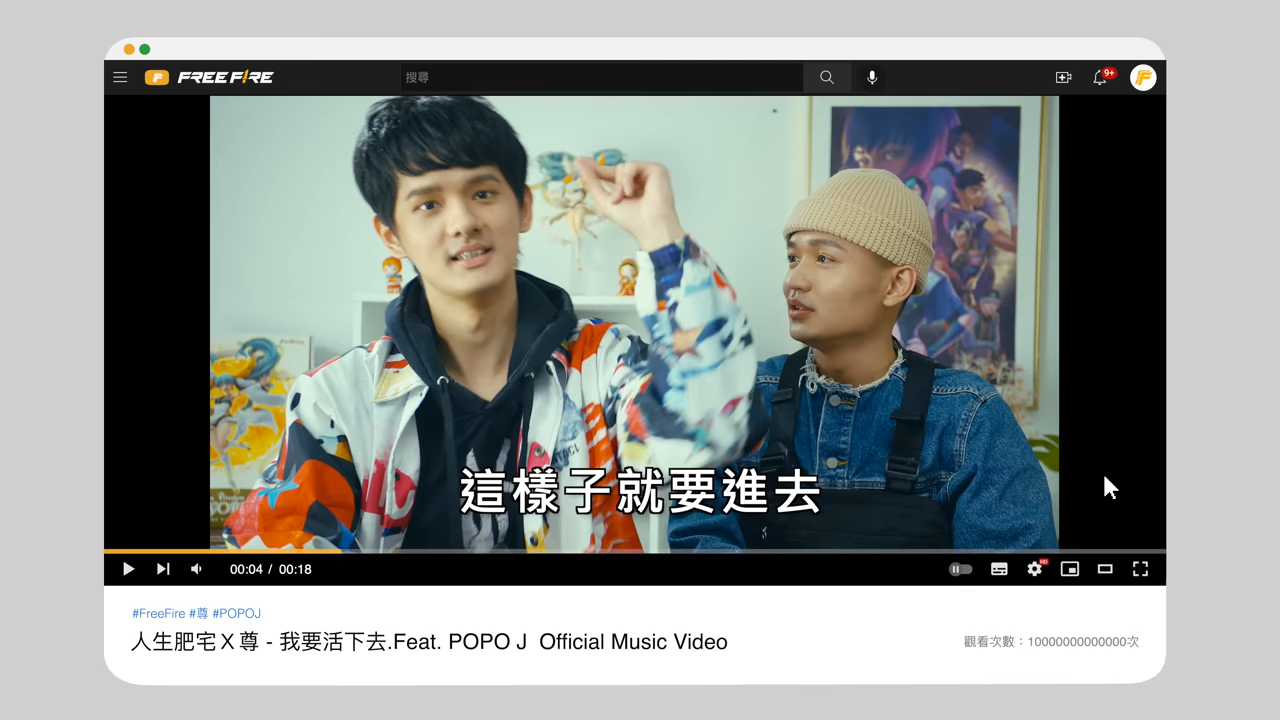 FREE FIRE
搜尋
9+
這樣子就要進去
00:04 / 00:18
HD
#FreeFire #尊 #POPOJ
人生肥宅 X 尊 - 我要活下去.Feat. POPO J Official Music Video
觀看次數：10000000000000次